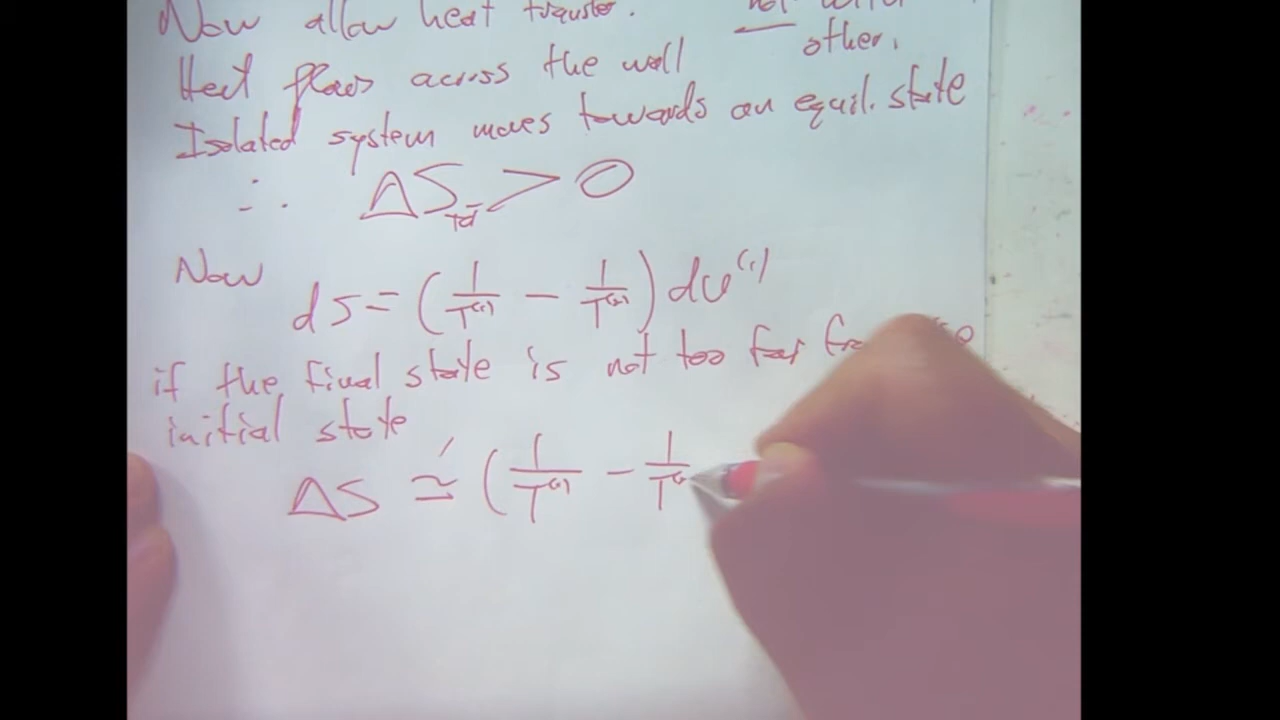 Now allow heat transfer.
other.
Heat flows across the wall
Isolated system moves towards an equil. state
∴ ΔS_Tot > 0
Now dS = (1/T⁽¹⁾ − 1/T⁽²⁾) dU⁽¹⁾
if the final state is not too far
initial state
ΔS ≃ (1/T⁽¹⁾ − 1/T